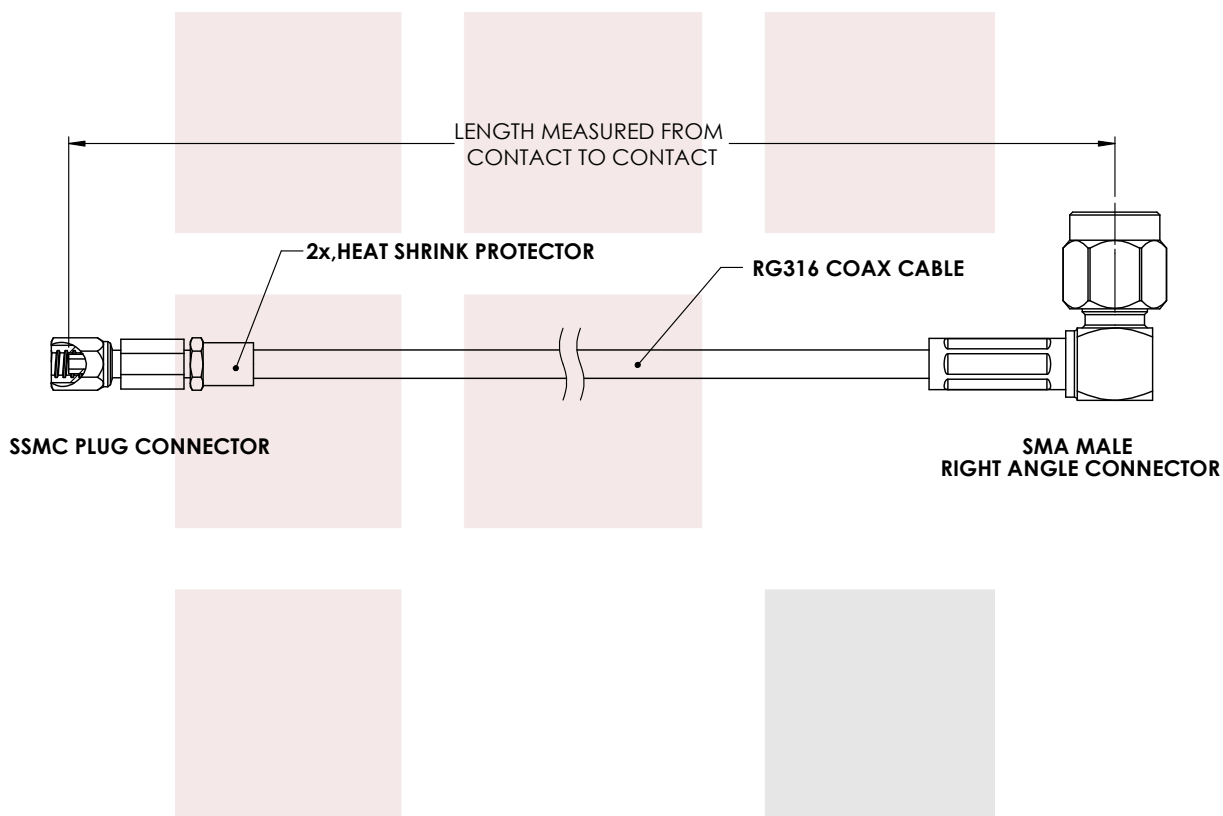 LENGTH MEASURED FROM
CONTACT TO CONTACT
2x,HEAT SHRINK PROTECTOR
RG316 COAX CABLE
SSMC PLUG CONNECTOR
SMA MALE
RIGHT ANGLE CONNECTOR